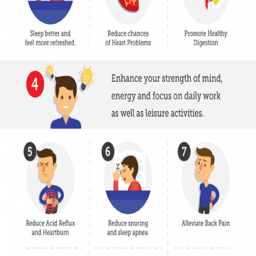 Sleep better and
feel more refreshed.
Reduce chances
of Heart Problems
Promote Healthy
Digestion
4
Enhance your strength of mind,
energy and focus on daily work
as well as leisure activities.
5
6
7
Reduce Acid Reflux
and Heartburn
Reduce snoring
and sleep apnea.
Alleviate Back Pain